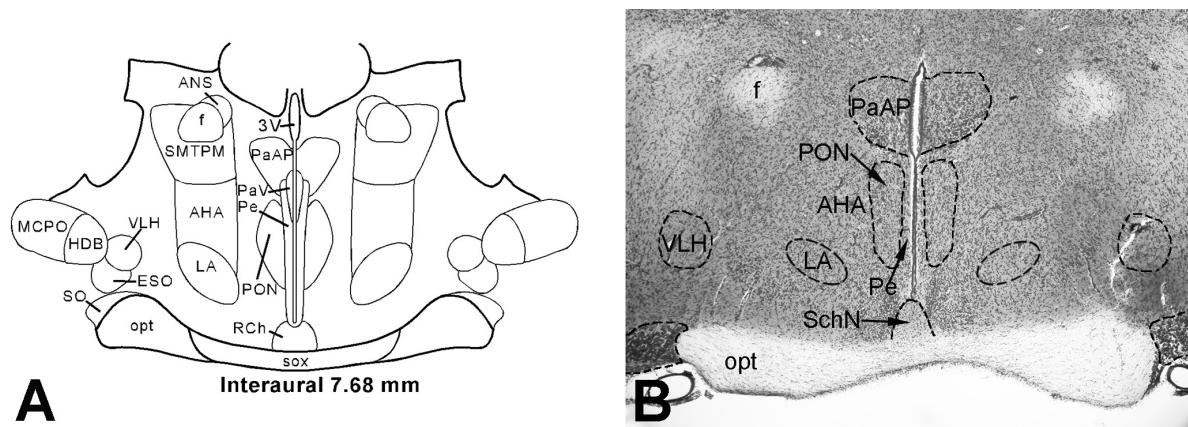 ANS
f
3V
SMTPM
PaAP
PaV
Pe
AHA
MCPO
HDB
VLH
LA
ESO
PON
SO
opt
RCh
sox
Interaural 7.68 mm
A
f
PaAP
PON
AHA
VLH
LA
Pe
SchN
opt
B